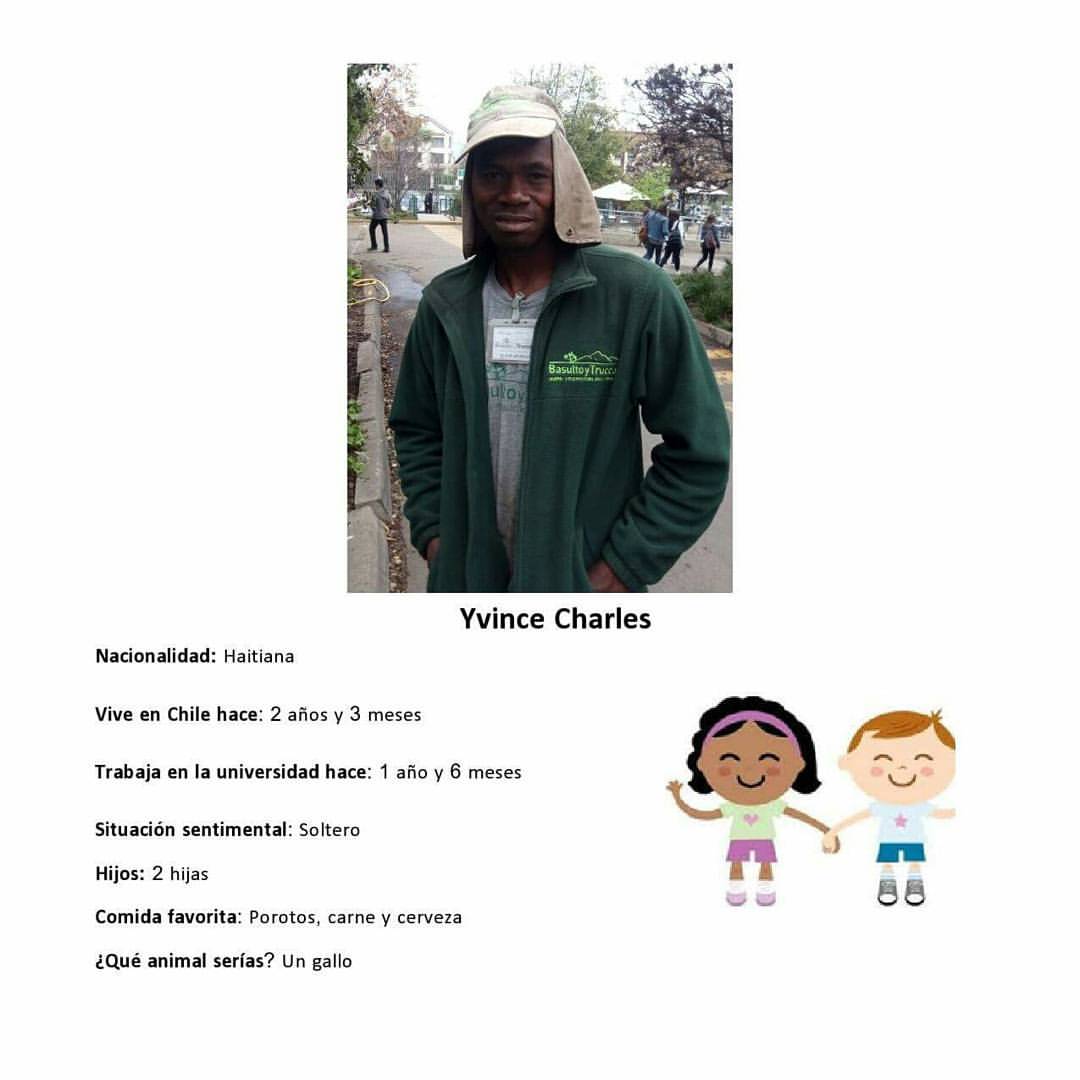 BasultoyTrucco
Yvince Charles
Nacionalidad: Haitiana
Vive en Chile hace: 2 años y 3 meses
Trabaja en la universidad hace: 1 año y 6 meses
Situación sentimental: Soltero
Hijos: 2 hijas
Comida favorita: Porotos, carne y cerveza
¿Qué animal serías? Un gallo